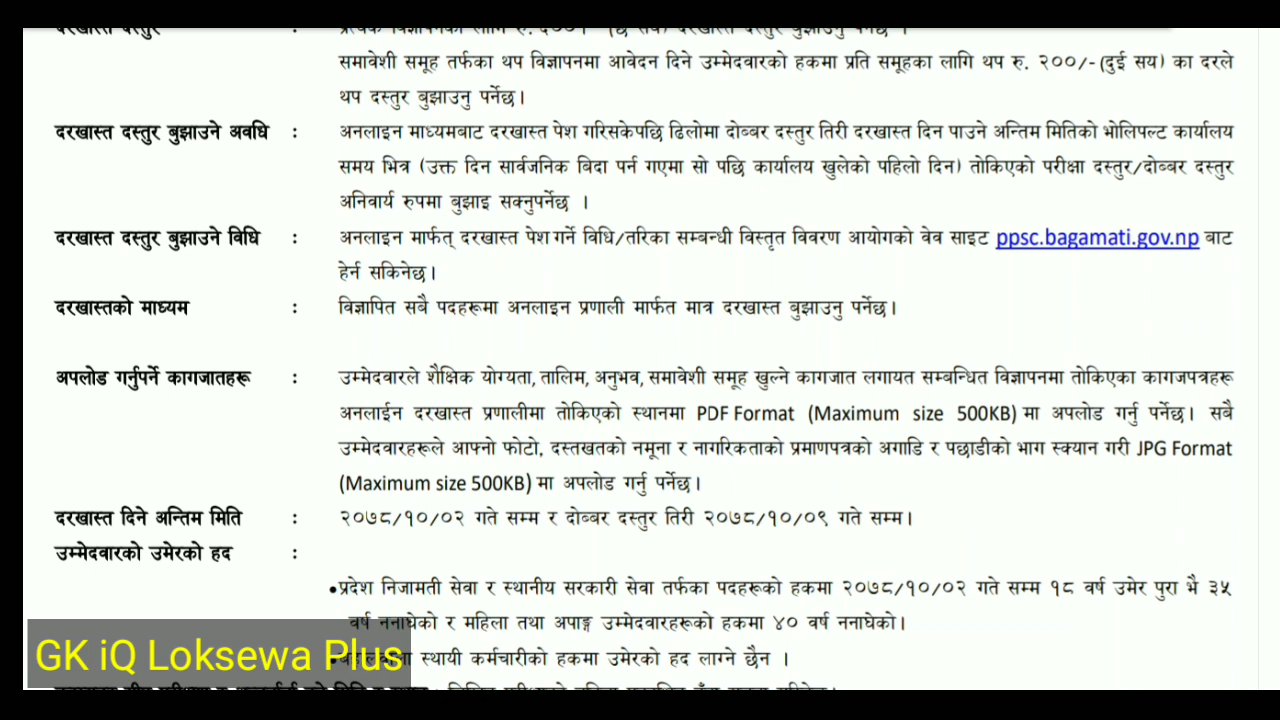 दरखास्त दस्तुर : प्रत्येक विज्ञापनको लागि रु. ६००। (छ सय) दरखास्त दस्तुर बुझाउनु पर्नेछ ।
समावेशी समूह तर्फका थप विज्ञापनमा आवेदन दिने उम्मेदवारको हकमा प्रति समूहका लागि थप रु. २००/- (दुई सय) का दरले
थप दस्तुर बुझाउनु पर्नेछ।
दरखास्त दस्तुर बुझाउने अवधि : अनलाइन माध्यमबाट दरखास्त पेश गरिसकेपछि ढिलोमा दोब्बर दस्तुर तिरी दरखास्त दिन पाउने अन्तिम मितिको भोलिपल्ट कार्यालय
समय भित्र (उक्त दिन सार्वजनिक बिदा पर्न गएमा सो पछि कार्यालय खुलेको पहिलो दिन) तोकिएको परीक्षा दस्तुर/दोब्बर दस्तुर
अनिवार्य रुपमा बुझाइ सक्नुपर्नेछ ।
दरखास्त दस्तुर बुझाउने विधि : अनलाइन मार्फत् दरखास्त पेश गर्ने विधि/तरिका सम्बन्धी विस्तृत विवरण आयोगको वेव साइट ppsc.bagamati.gov.np बाट
हेर्न सकिनेछ।
दरखास्तको माध्यम : विज्ञापित सबै पदहरूमा अनलाइन प्रणाली मार्फत मात्र दरखास्त बुझाउनु पर्नेछ।
अपलोड गर्नुपर्ने कागजातहरू : उम्मेदवारले शैक्षिक योग्यता, तालिम, अनुभव, समावेशी समूह खुल्ने कागजात लगायत सम्बन्धित विज्ञापनमा तोकिएका कागजपत्रहरू
अनलाईन दरखास्त प्रणालीमा तोकिएको स्थानमा PDF Format (Maximum size 500KB) मा अपलोड गर्नु पर्नेछ। सबै
उम्मेदवारहरूले आफ्नो फोटो, दस्तखतको नमूना र नागरिकताको प्रमाणपत्रको अगाडि र पछाडीको भाग स्क्यान गरी JPG Format
(Maximum size 500KB) मा अपलोड गर्नु पर्नेछ।
दरखास्त दिने अन्तिम मिति : २०७८/१०/०२ गते सम्म र दोब्बर दस्तुर तिरी २०७८/१०/०९ गते सम्म।
उम्मेदवारको उमेरको हद :
•प्रदेश निजामती सेवा र स्थानीय सरकारी सेवा तर्फका पदहरूको हकमा २०७८/१०/०२ गते सम्म १८ वर्ष उमेर पुरा भै ३५
वर्ष ननाघेको र महिला तथा अपाङ्ग उम्मेदवारहरूको हकमा ४० वर्ष ननाघेको।
स्थायी कर्मचारीको हकमा उमेरको हद लाग्ने छैन ।
GK iQ Loksewa Plus